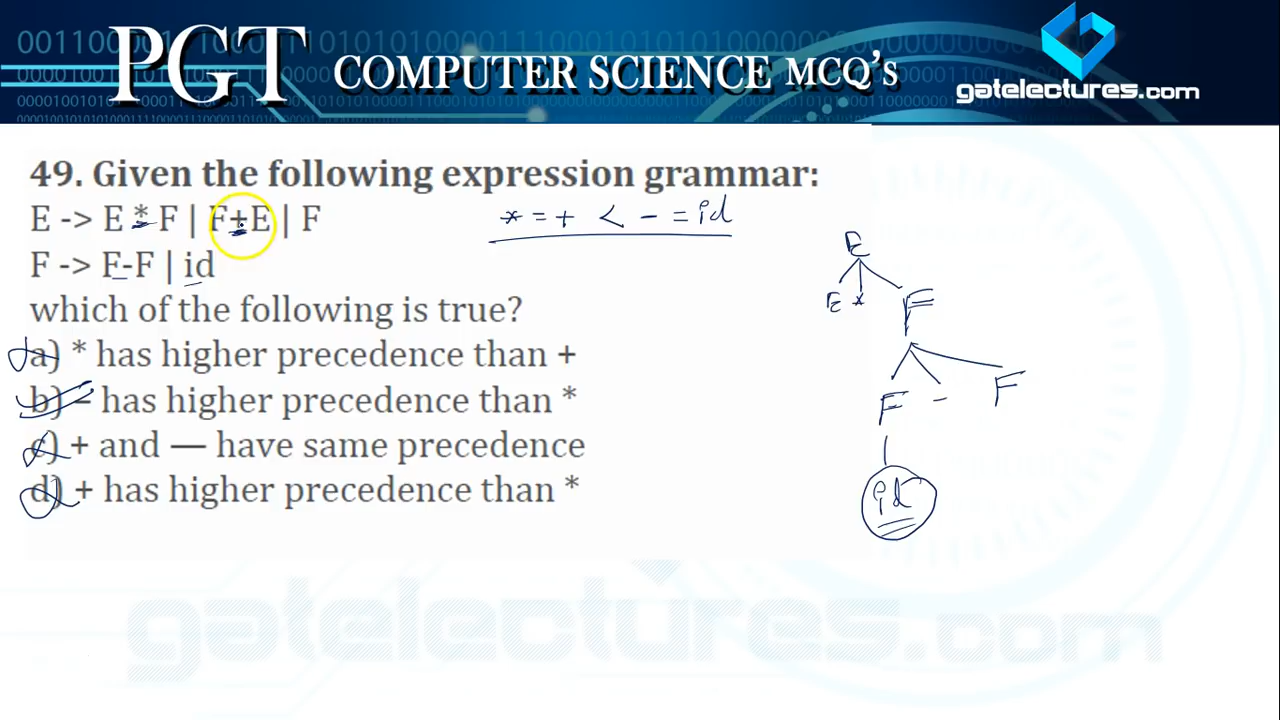 PGT COMPUTER SCIENCE MCQ's
gatelectures.com
49. Given the following expression grammar:
E -> E * F | F+E | F
* = + < - = id
F -> F-F | id
which of the following is true?
a) * has higher precedence than +
b) – has higher precedence than *
c) + and — have same precedence
d) + has higher precedence than *
E
E * F
F - F
id
gatelectures.com